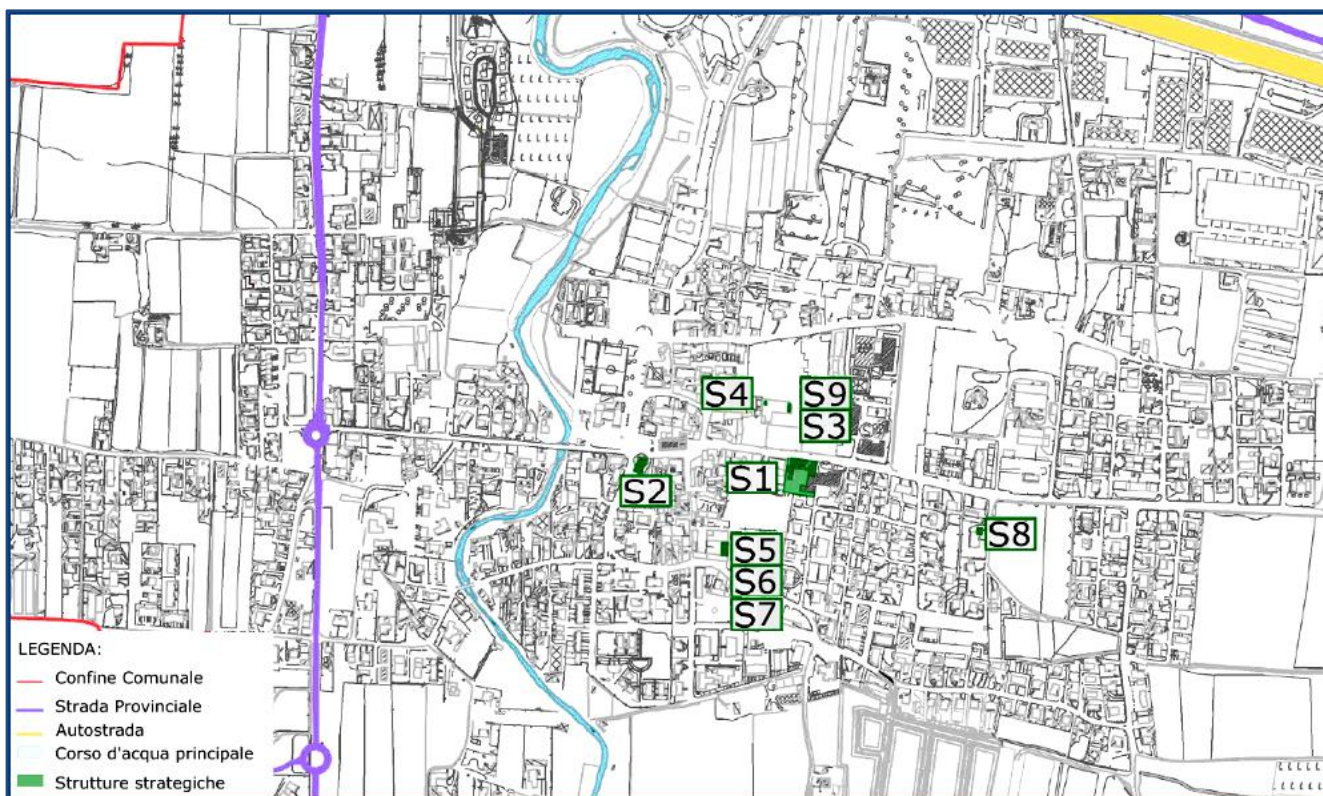 S4
S9
S3
S1
S2
S5
S6
S7
S8
LEGENDA:
Confine Comunale
Strada Provinciale
Autostrada
Corso d'acqua principale
Strutture strategiche